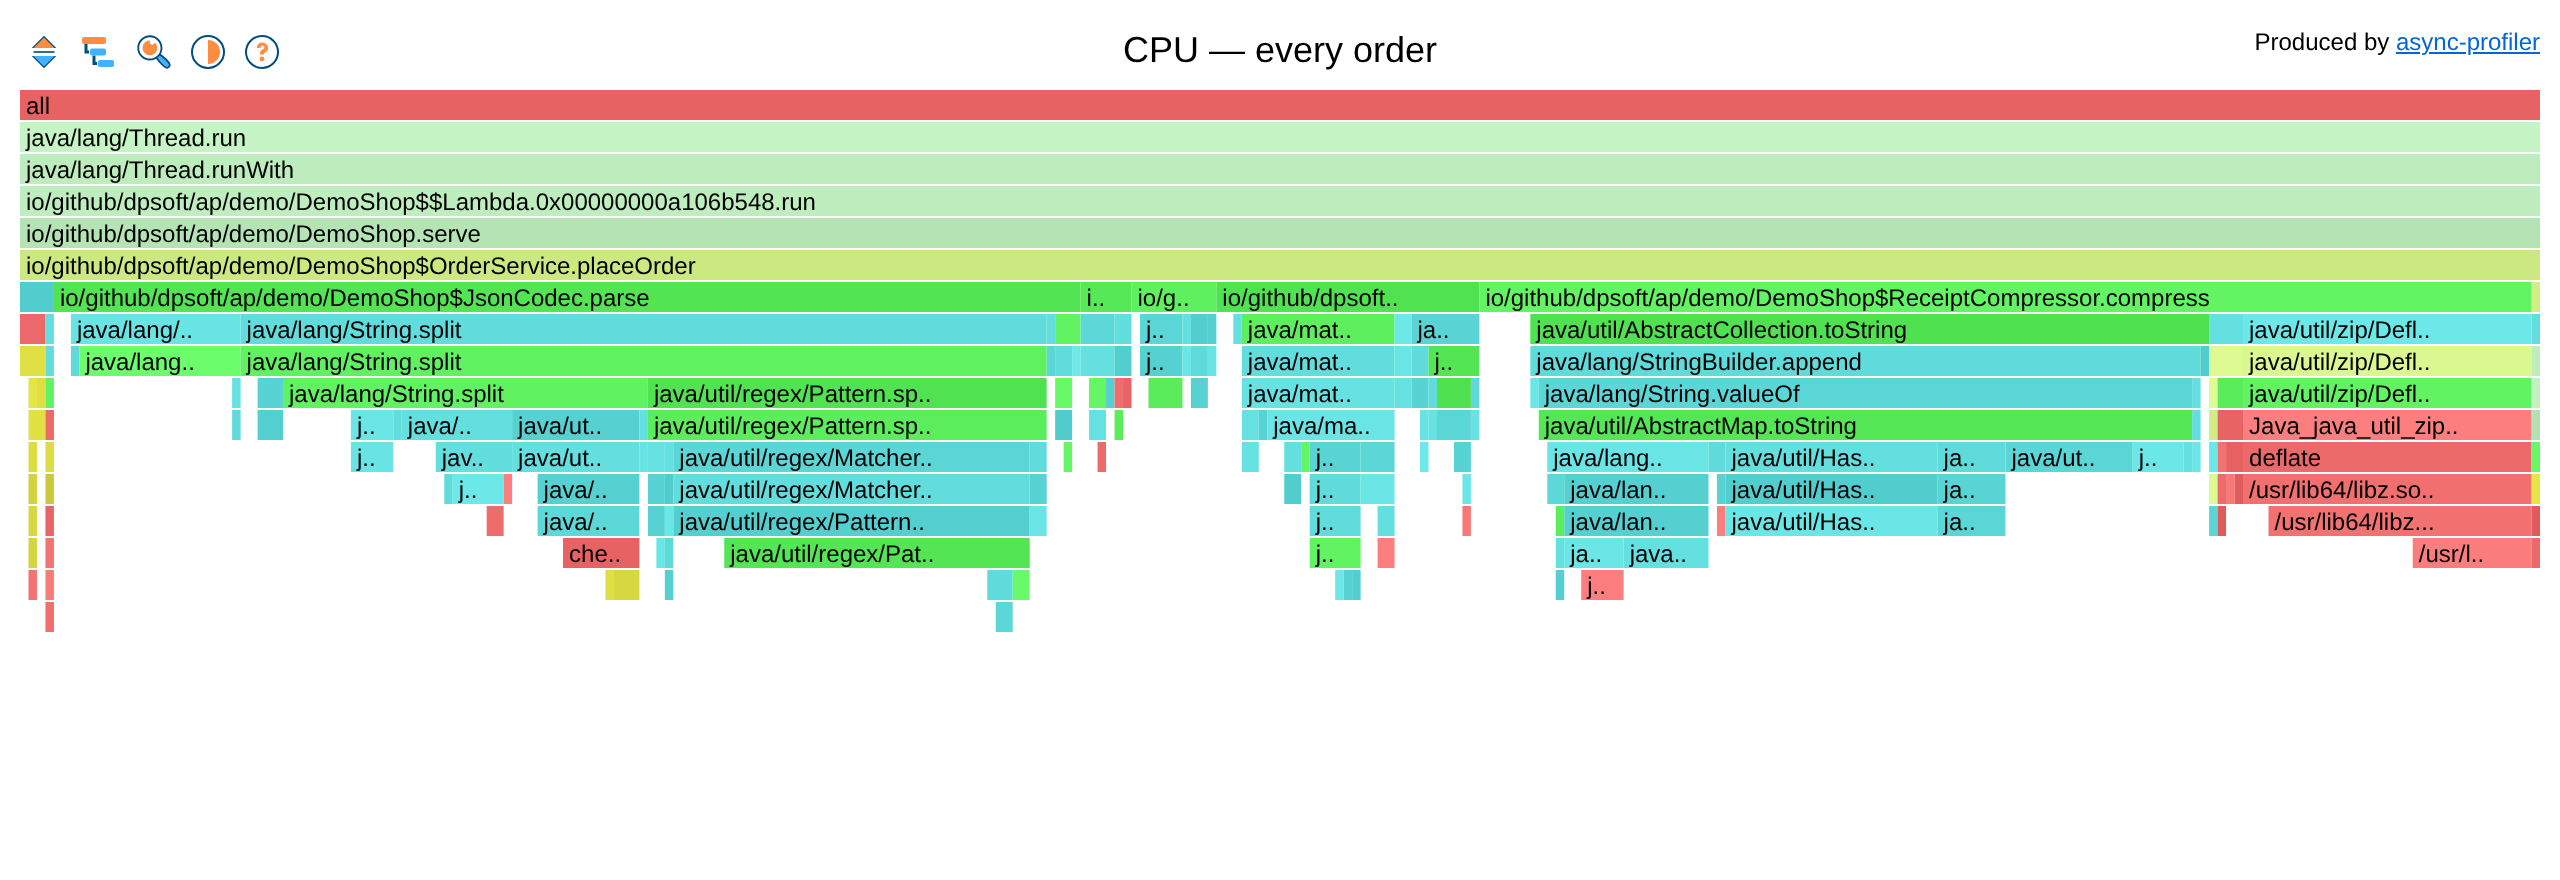 CPU — every order
Produced by async-profiler
all
java/lang/Thread.run
java/lang/Thread.runWith
io/github/dpsoft/ap/demo/DemoShop$$Lambda.0x00000000a106b548.run
io/github/dpsoft/ap/demo/DemoShop.serve
io/github/dpsoft/ap/demo/DemoShop$OrderService.placeOrder
io/github/dpsoft/ap/demo/DemoShop$JsonCodec.parse i.. io/g.. io/github/dpsoft.. io/github/dpsoft/ap/demo/DemoShop$ReceiptCompressor.compress
java/lang/.. java/lang/String.split j.. java/mat.. ja.. java/util/AbstractCollection.toString java/util/zip/Defl..
java/lang.. java/lang/String.split j.. java/mat.. j.. java/lang/StringBuilder.append java/util/zip/Defl..
java/lang/String.split java/util/regex/Pattern.sp.. java/mat.. java/lang/String.valueOf java/util/zip/Defl..
j.. java/.. java/ut.. java/util/regex/Pattern.sp.. java/ma.. java/util/AbstractMap.toString Java_java_util_zip..
j.. jav.. java/ut.. java/util/regex/Matcher.. j.. java/lang.. java/util/Has.. ja.. java/ut.. j.. deflate
j.. java/.. java/util/regex/Matcher.. j.. java/lan.. java/util/Has.. ja.. /usr/lib64/libz.so..
java/.. java/util/regex/Pattern.. j.. java/lan.. java/util/Has.. ja.. /usr/lib64/libz...
che.. java/util/regex/Pat.. j.. ja.. java.. /usr/l..
j..